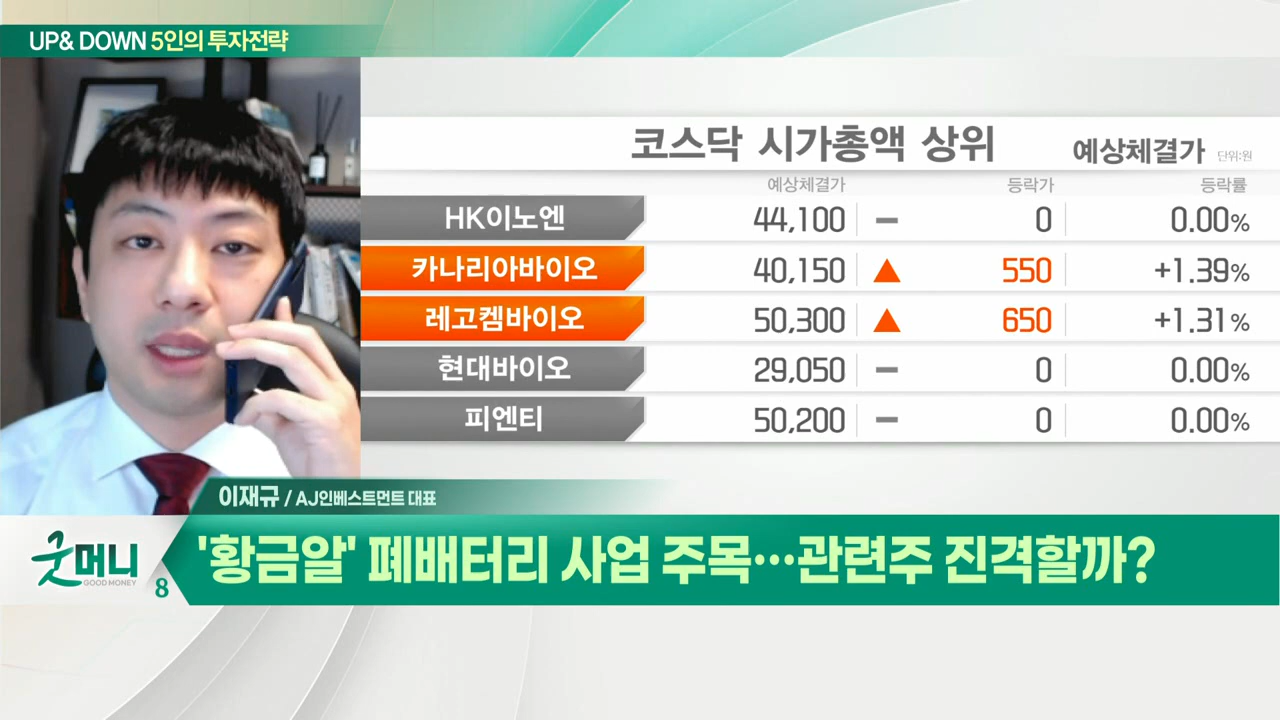 UP& DOWN 5인의 투자전략
코스닥 시가총액 상위 예상체결가 단위:원
예상체결가 등락가 등락률
HK이노엔 44,100 0 0.00%
카나리아바이오 40,150 ▲ 550 +1.39%
레고켐바이오 50,300 ▲ 650 +1.31%
현대바이오 29,050 0 0.00%
피엔티 50,200 0 0.00%
이재규 / AJ인베스트먼트 대표
굿머니 GOOD MONEY 8
'황금알' 폐배터리 사업 주목…관련주 진격할까?